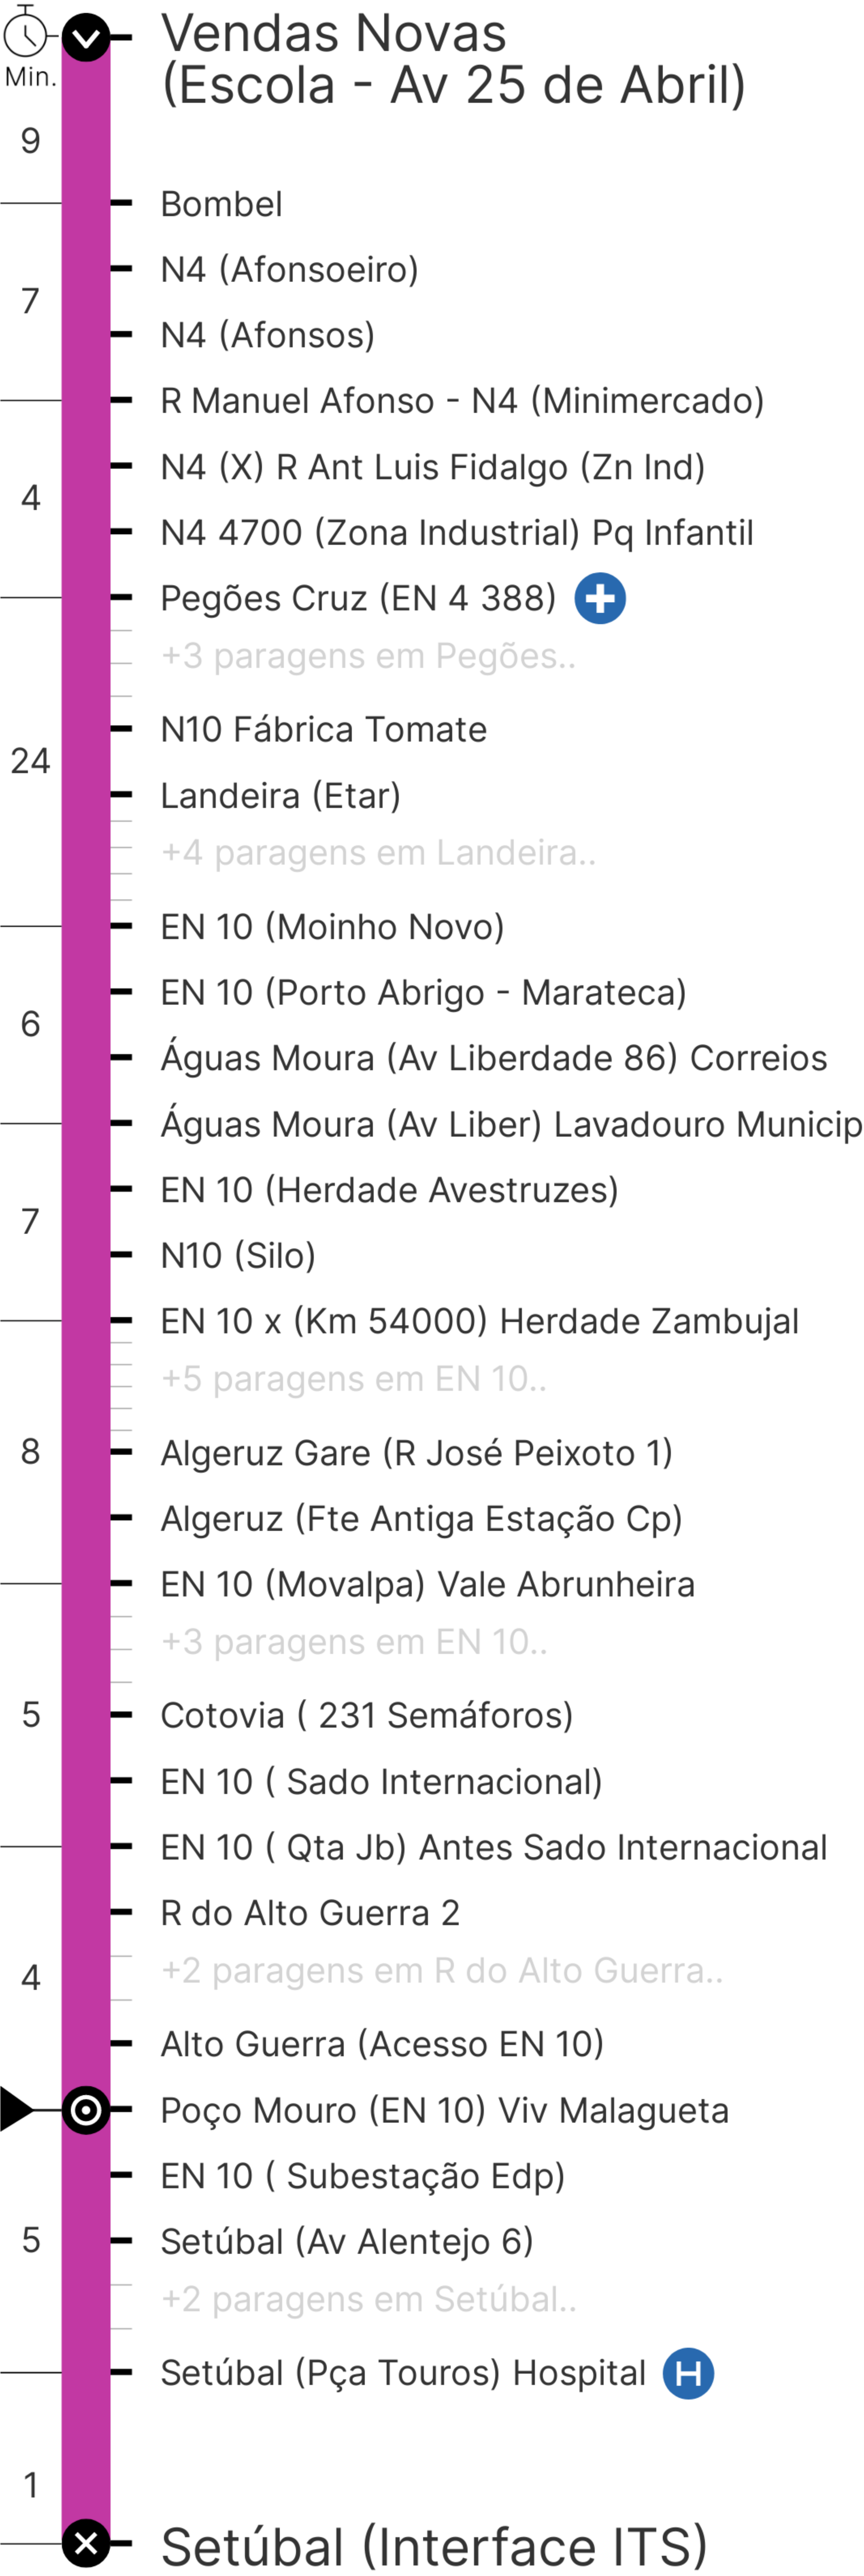 Vendas Novas
(Escola - Av 25 de Abril)
Min.
9
Bombel
N4 (Afonsoeiro)
7
N4 (Afonsos)
R Manuel Afonso - N4 (Minimercado)
N4 (X) R Ant Luis Fidalgo (Zn Ind)
4
N4 4700 (Zona Industrial) Pq Infantil
Pegões Cruz (EN 4 388)
+3 paragens em Pegões..
N10 Fábrica Tomate
24
Landeira (Etar)
+4 paragens em Landeira..
EN 10 (Moinho Novo)
EN 10 (Porto Abrigo - Marateca)
6
Águas Moura (Av Liberdade 86) Correios
Águas Moura (Av Liber) Lavadouro Municip
EN 10 (Herdade Avestruzes)
7
N10 (Silo)
EN 10 x (Km 54000) Herdade Zambujal
+5 paragens em EN 10..
8
Algeruz Gare (R José Peixoto 1)
Algeruz (Fte Antiga Estação Cp)
EN 10 (Movalpa) Vale Abrunheira
+3 paragens em EN 10..
5
Cotovia ( 231 Semáforos)
EN 10 ( Sado Internacional)
EN 10 ( Qta Jb) Antes Sado Internacional
R do Alto Guerra 2
+2 paragens em R do Alto Guerra..
4
Alto Guerra (Acesso EN 10)
Poço Mouro (EN 10) Viv Malagueta
EN 10 ( Subestação Edp)
5
Setúbal (Av Alentejo 6)
+2 paragens em Setúbal..
Setúbal (Pça Touros) Hospital H
1
Setúbal (Interface ITS)